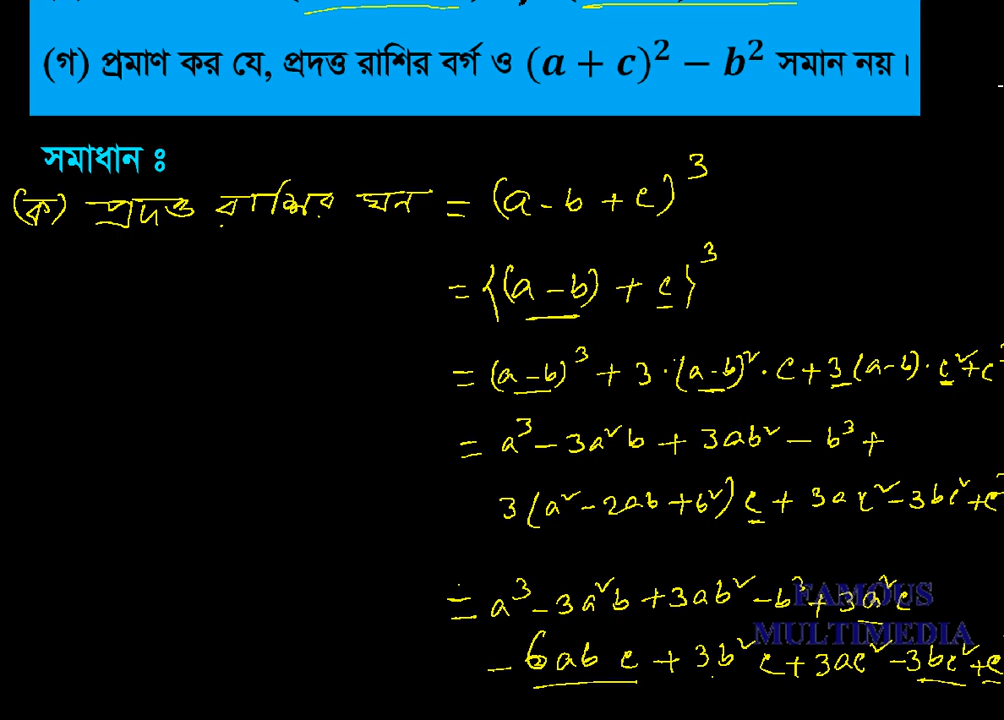 (গ) প্রমাণ কর যে, প্রদত্ত রাশির বর্গ ও (a + c)² − b² সমান নয়।
সমাধান ঃ
(ক) প্রদত্ত রাশির ঘন = (a - b + c)³
= {(a - b) + c}³
= (a - b)³ + 3 · (a - b)² · c + 3 (a - b) · c² + c³
= a³ - 3a²b + 3ab² - b³ +
3(a² - 2ab + b²) c + 3ac² - 3bc² + c³
= a³ - 3a²b + 3ab² - b³ + 3a²c
- 6abc + 3b²c + 3ac² - 3bc² + c
FAMOUS
MULTIMEDIA